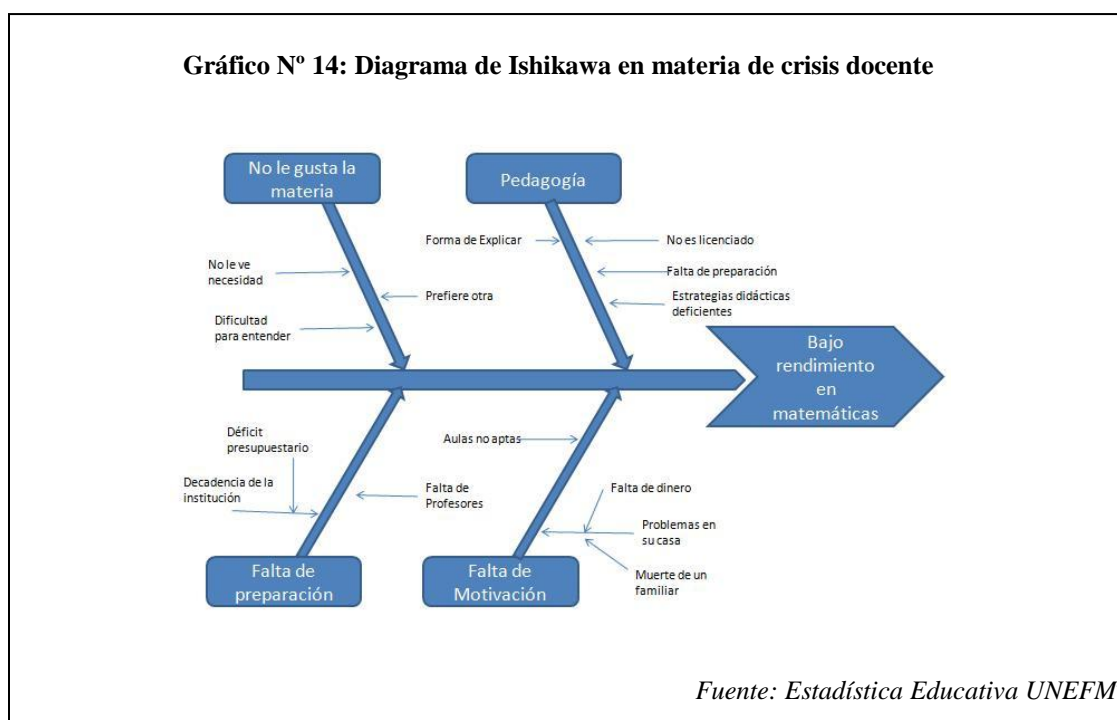 Gráfico Nº 14: Diagrama de Ishikawa en materia de crisis docente
No le gusta la
materia
Pedagogía
Forma de Explicar
No es licenciado
No le ve
necesidad
Falta de preparación
Prefiere otra
Estrategias didácticas
deficientes
Dificultad
para entender
Bajo
rendimiento
en
matemáticas
Déficit
presupuestario
Aulas no aptas
Decadencia de la
institución
Falta de
Profesores
Falta de dinero
Problemas en
su casa
Muerte de un
familiar
Falta de
preparación
Falta de
Motivación
Fuente: Estadística Educativa UNEFM